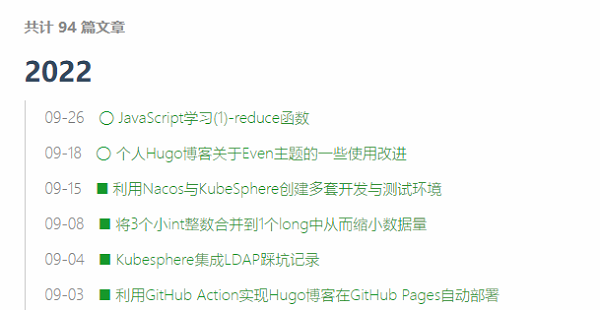 共计 94 篇文章
2022
09-26 ○ JavaScript学习(1)-reduce函数
09-18 ○ 个人Hugo博客关于Even主题的一些使用改进
09-15 ■ 利用Nacos与KubeSphere创建多套开发与测试环境
09-08 ■ 将3个小int整数合并到1个long中从而缩小数据量
09-04 ■ Kubesphere集成LDAP踩坑记录
09-03 ■ 利用GitHub Action实现Hugo博客在GitHub Pages自动部署